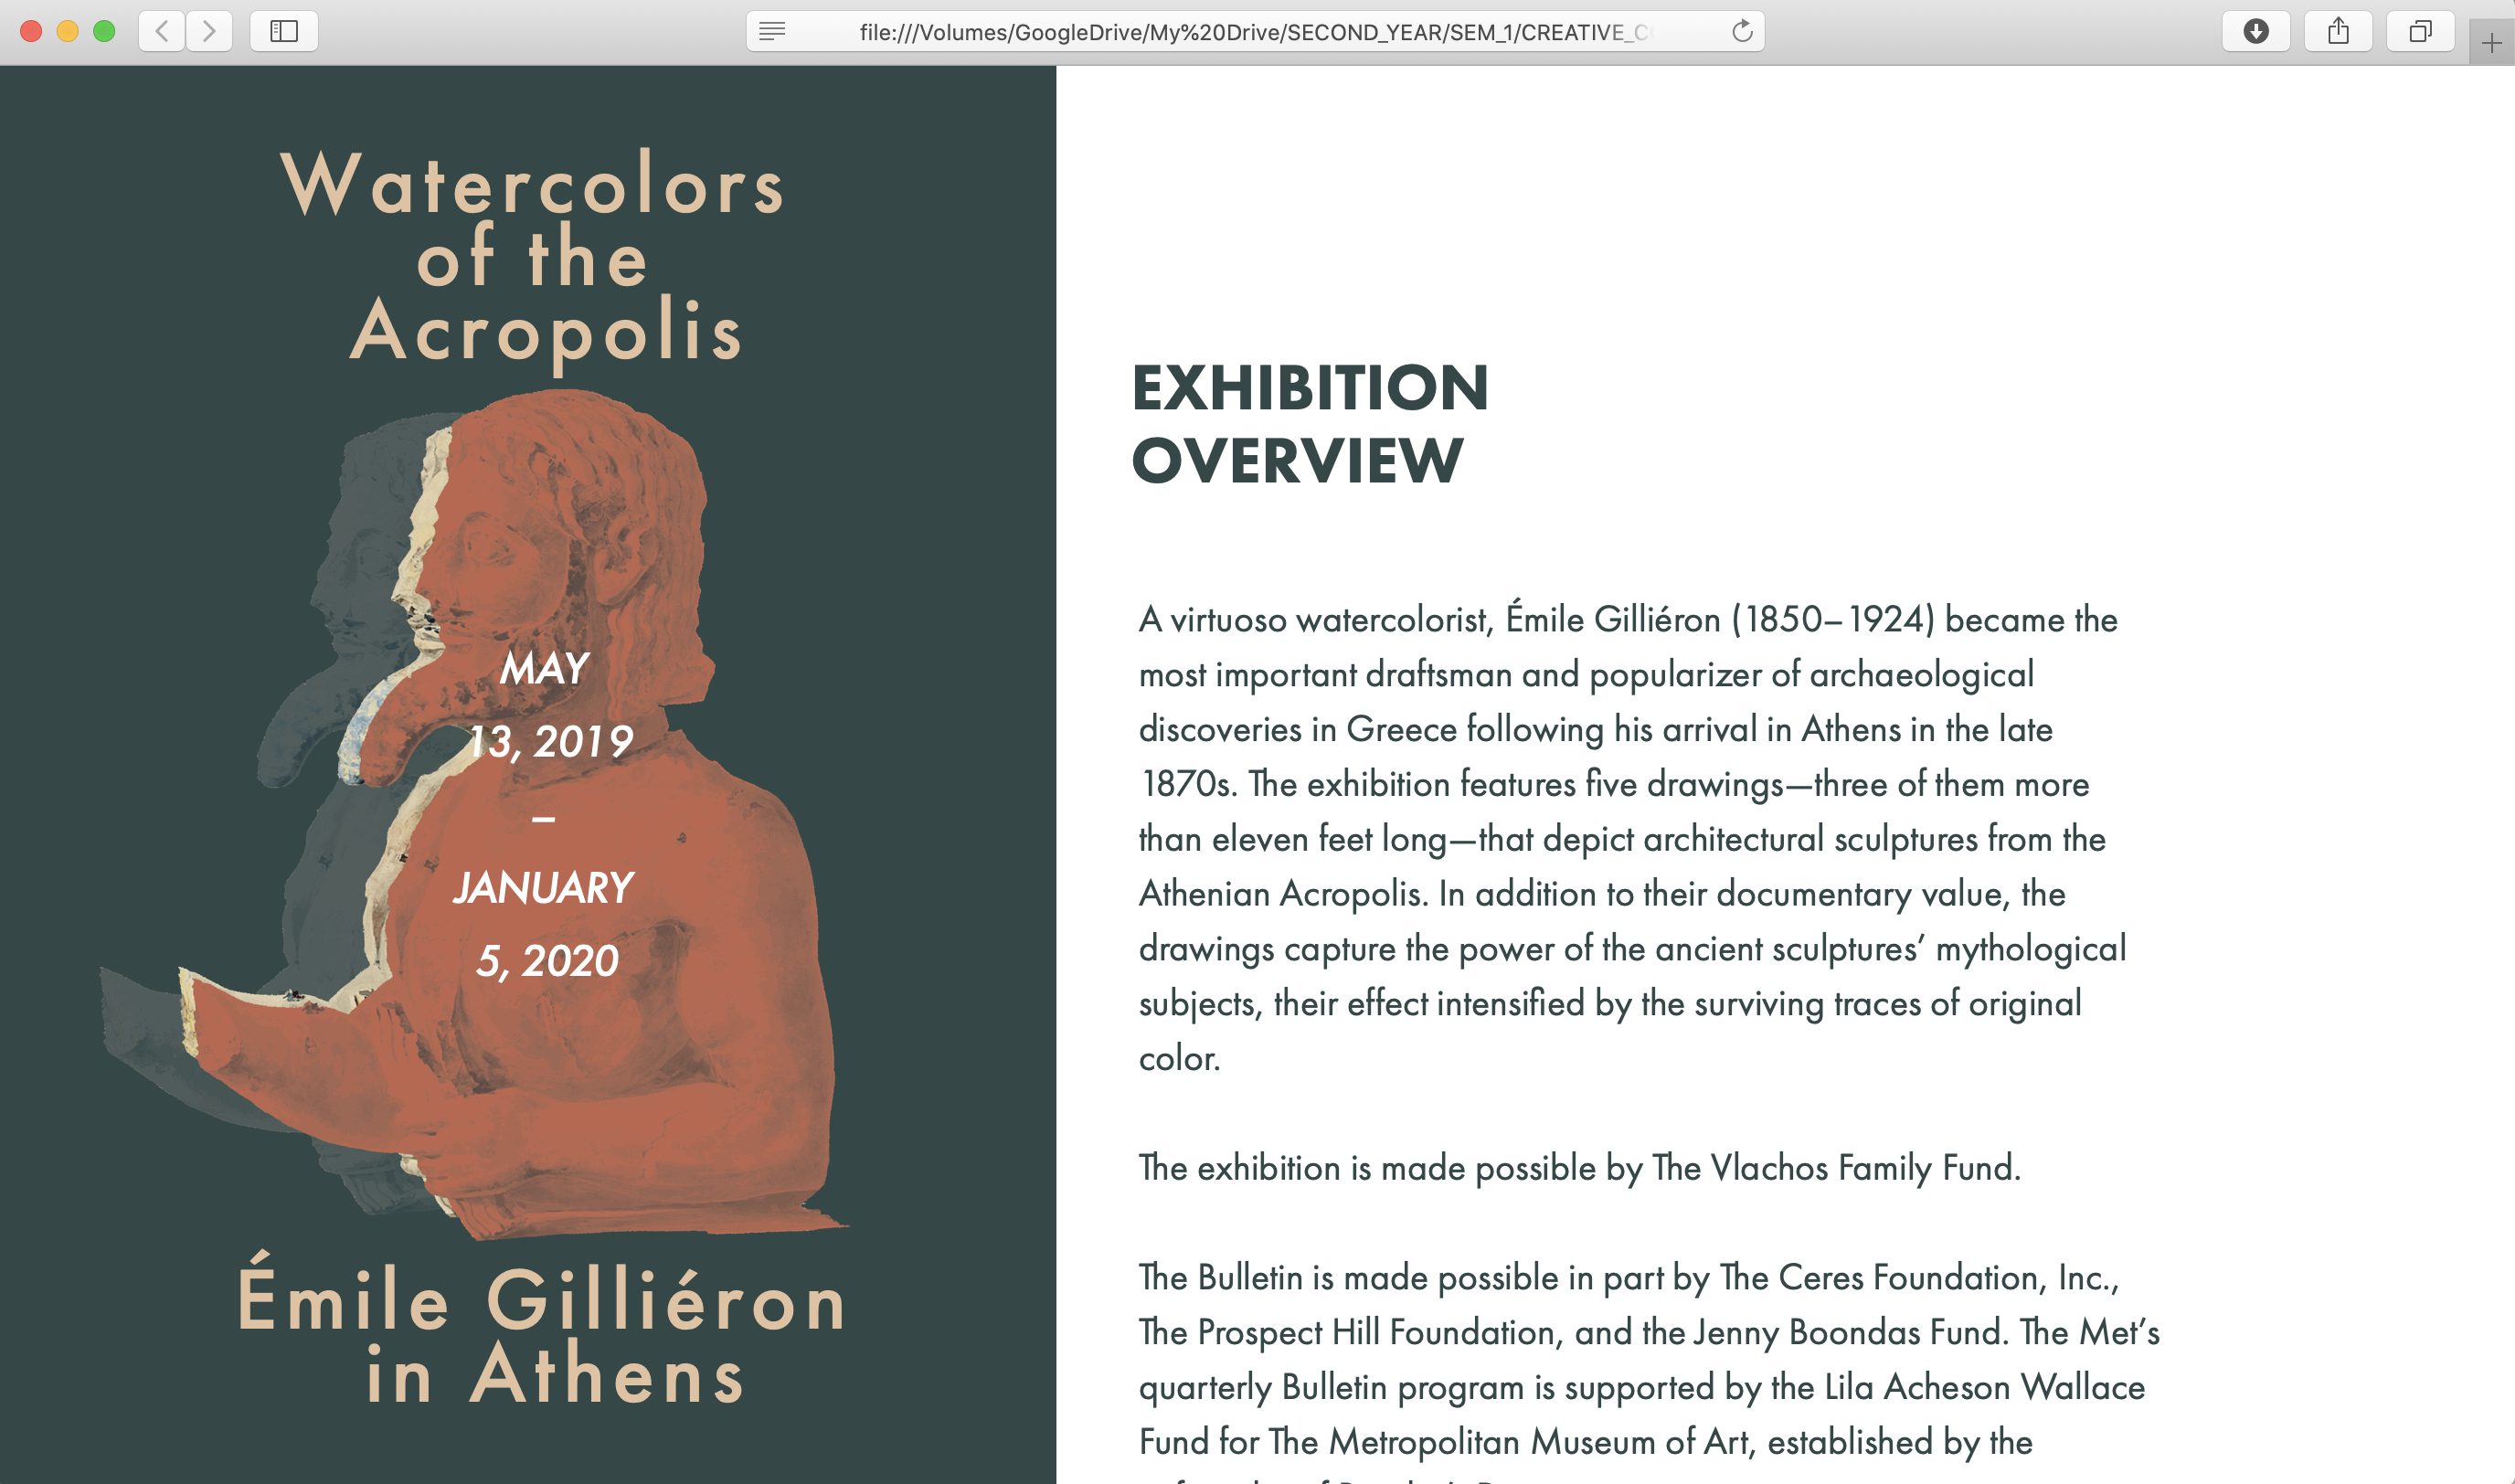 file:///Volumes/GoogleDrive/My%20Drive/SECOND_YEAR/SEM_1/CREATIVE_
Watercolors
of the
Acropolis
MAY
13, 2019
–
JANUARY
5, 2020
Émile Gilliéron
in Athens
EXHIBITION
OVERVIEW
A virtuoso watercolorist, Émile Gilliéron (1850–1924) became the
most important draftsman and popularizer of archaeological
discoveries in Greece following his arrival in Athens in the late
1870s. The exhibition features five drawings—three of them more
than eleven feet long—that depict architectural sculptures from the
Athenian Acropolis. In addition to their documentary value, the
drawings capture the power of the ancient sculptures’ mythological
subjects, their effect intensified by the surviving traces of original
color.
The exhibition is made possible by The Vlachos Family Fund.
The Bulletin is made possible in part by The Ceres Foundation, Inc.,
The Prospect Hill Foundation, and the Jenny Boondas Fund. The Met’s
quarterly Bulletin program is supported by the Lila Acheson Wallace
Fund for The Metropolitan Museum of Art, established by the